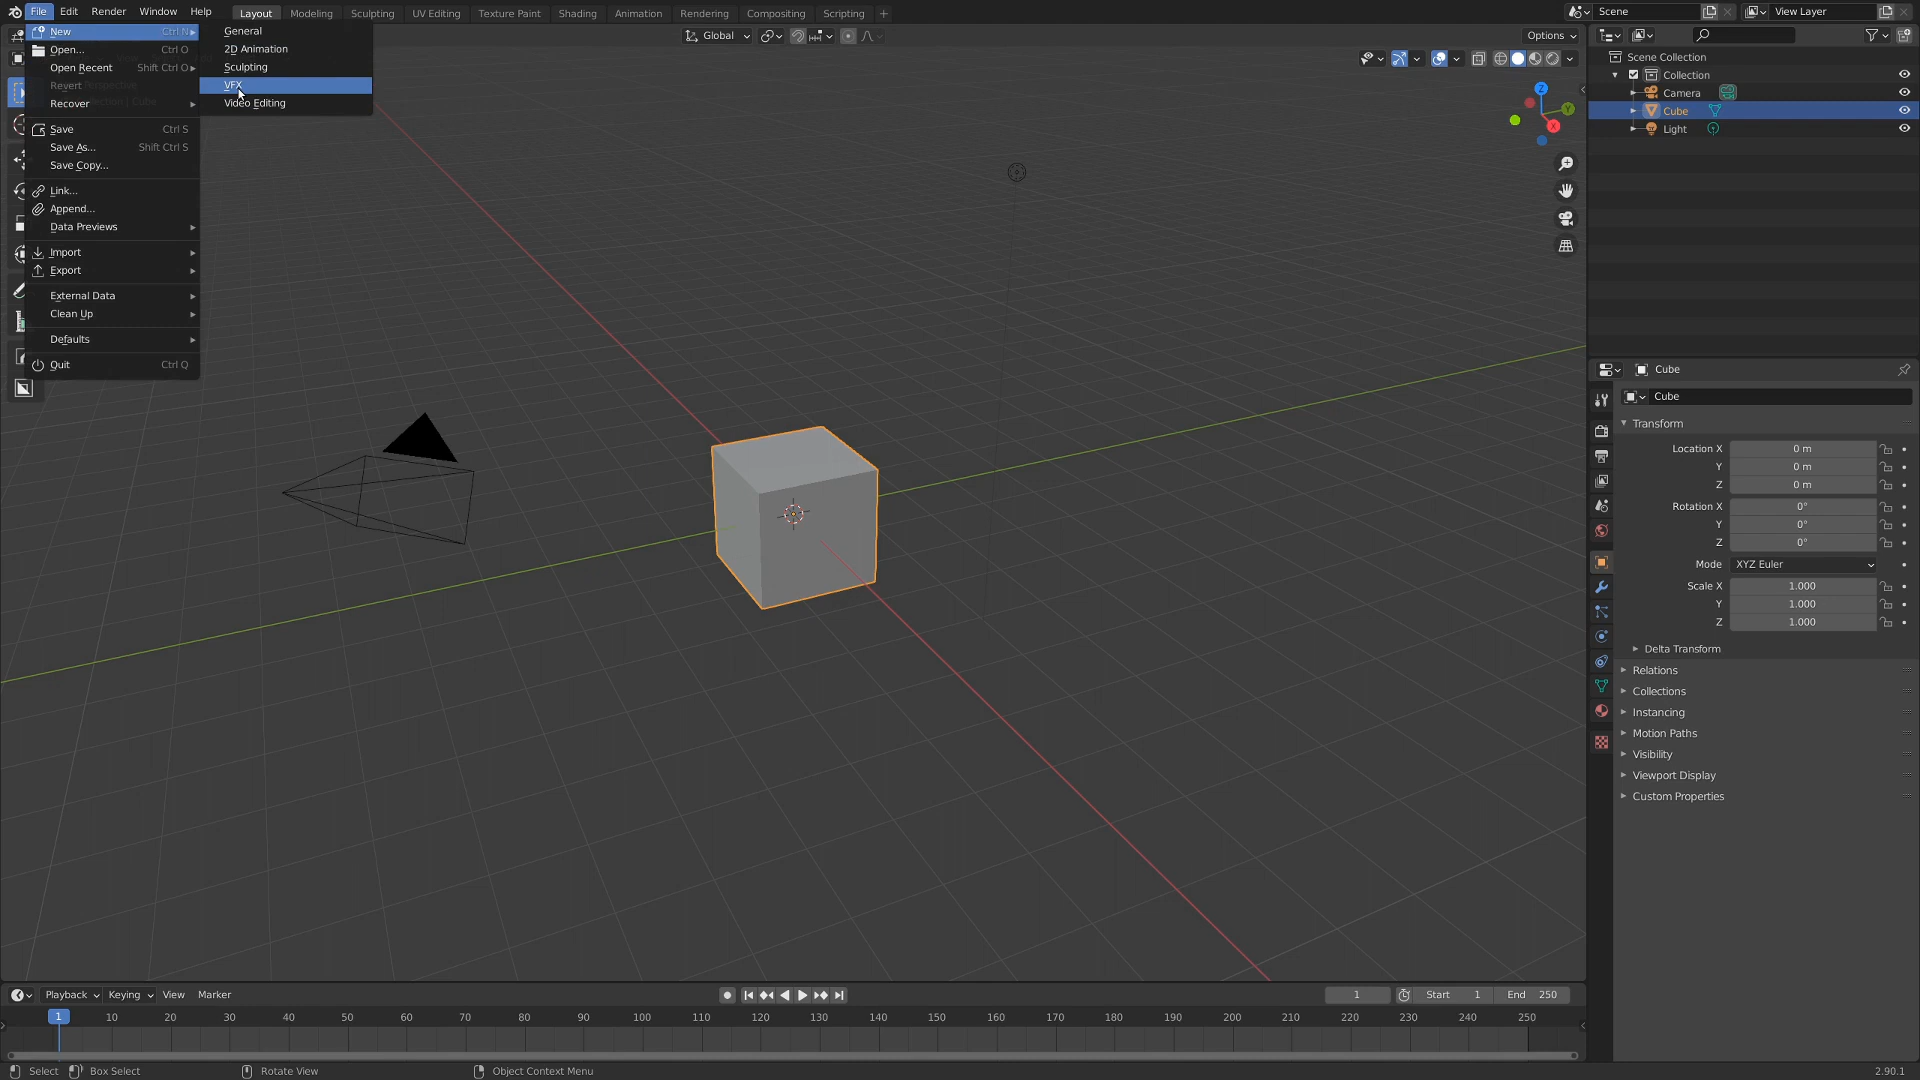 File Edit Render Window Help Layout Modeling Sculpting UV Editing Texture Paint Shading Animation Rendering Compositing Scripting + Scene View Layer
New Ctrl N
General
2D Animation
Sculpting
VFX
Video Editing
Open... Ctrl O
Open Recent Shift Ctrl O
Revert
Recover
Save Ctrl S
Save As... Shift Ctrl S
Save Copy...
Link...
Append...
Data Previews
Import
Export
External Data
Clean Up
Defaults
Quit Ctrl Q
Global
Options
Z
Y
X
Scene Collection
Collection
Camera
Cube
Light
Cube
Cube
Transform
Location X 0 m
Y 0 m
Z 0 m
Rotation X 0°
Y 0°
Z 0°
Mode XYZ Euler
Scale X 1.000
Y 1.000
Z 1.000
Delta Transform
Relations
Collections
Instancing
Motion Paths
Visibility
Viewport Display
Custom Properties
Playback Keying View Marker 1 Start 1 End 250
1 10 20 30 40 50 60 70 80 90 100 110 120 130 140 150 160 170 180 190 200 210 220 230 240 250
Select Box Select Rotate View Object Context Menu 2.90.1